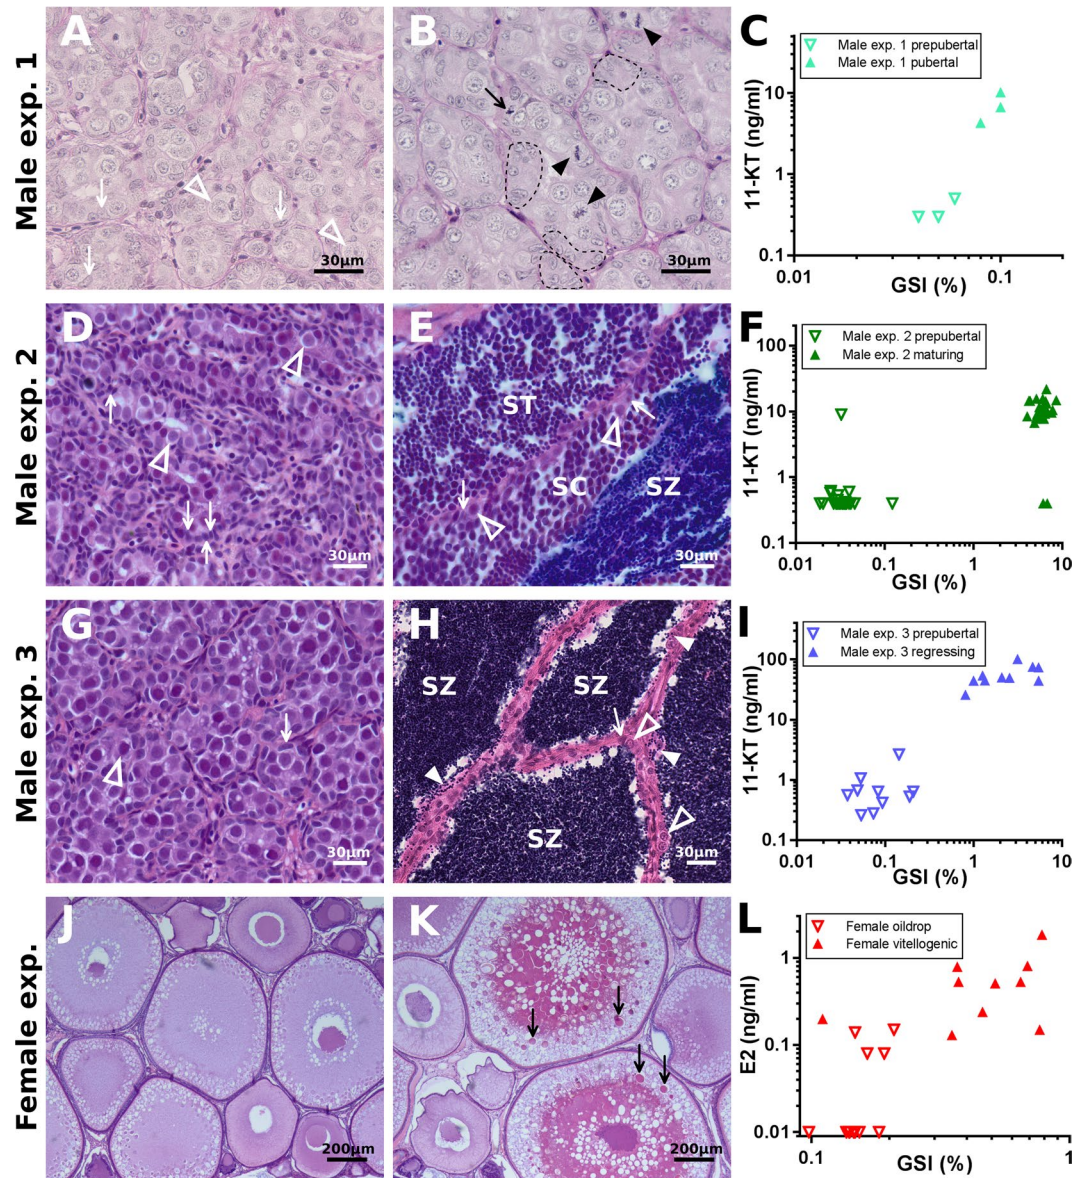 Male exp. 1
A
30µm
B
30µm
C
Male exp. 1 prepubertal
Male exp. 1 pubertal
11-KT (ng/ml)
10
1
0.1
0.01
0.1
GSI (%)
Male exp. 2
D
30µm
E
ST
SC
SZ
30µm
F
Male exp. 2 prepubertal
Male exp. 2 maturing
11-KT (ng/ml)
100
10
1
0.1
0.01
0.1
1
10
GSI (%)
Male exp. 3
G
30µm
H
SZ
SZ
SZ
30µm
I
Male exp. 3 prepubertal
Male exp. 3 regressing
11-KT (ng/ml)
100
10
1
0.1
0.01
0.1
1
10
GSI (%)
Female exp.
J
200µm
K
200µm
L
Female oildrop
Female vitellogenic
E2 (ng/ml)
1
0.1
0.01
0.1
1
GSI (%)